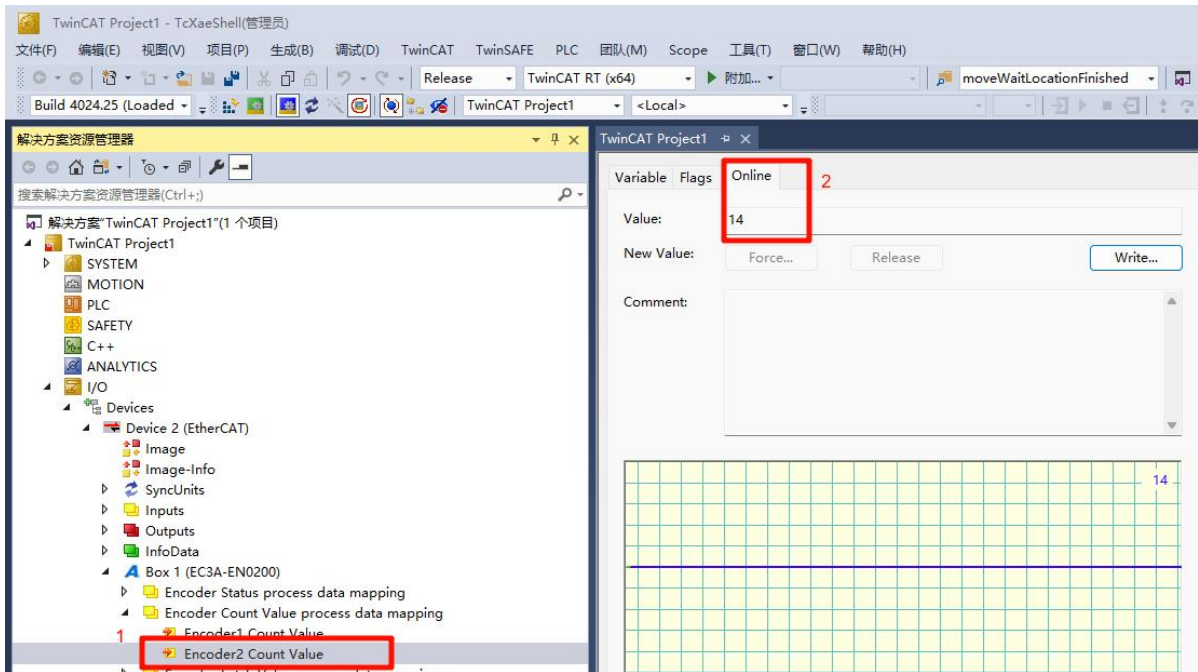 TwinCAT Project1 - TcXaeShell(管理员)
文件(F) 编辑(E) 视图(V) 项目(P) 生成(B) 调试(D) TwinCAT TwinSAFE PLC 团队(M) Scope 工具(T) 窗口(W) 帮助(H)
Release TwinCAT RT (x64) 附加... moveWaitLocationFinished
Build 4024.25 (Loaded TwinCAT Project1 <Local>
解决方案资源管理器
搜索解决方案资源管理器(Ctrl+;)
解决方案"TwinCAT Project1"(1 个项目)
TwinCAT Project1
SYSTEM
MOTION
PLC
SAFETY
C++
ANALYTICS
I/O
Devices
Device 2 (EtherCAT)
Image
Image-Info
SyncUnits
Inputs
Outputs
InfoData
Box 1 (EC3A-EN0200)
Encoder Status process data mapping
Encoder Count Value process data mapping
Encoder1 Count Value
1
Encoder2 Count Value
TwinCAT Project1
Variable Flags Online 2
Value: 14
New Value: Force... Release Write...
Comment:
14